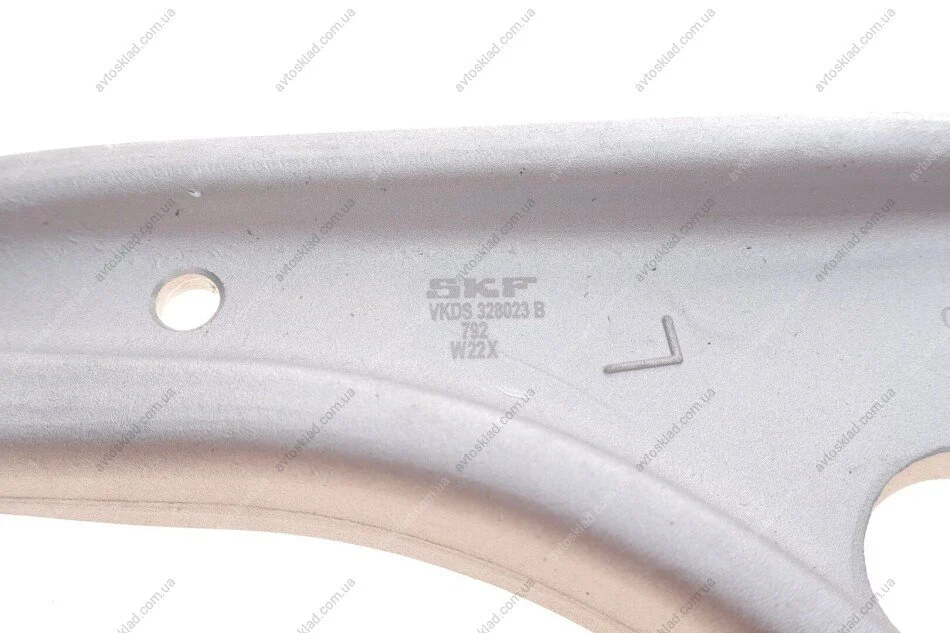 SKF
VKDS 328023 B
792
W22X
L
avtosklad.com.ua